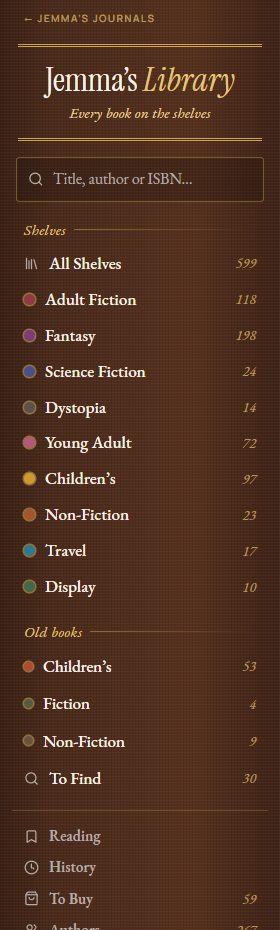 ← JEMMA'S JOURNALS
Jemma's Library
Every book on the shelves
Title, author or ISBN...
Shelves
All Shelves 599
Adult Fiction 118
Fantasy 198
Science Fiction 24
Dystopia 14
Young Adult 72
Children's 97
Non-Fiction 23
Travel 17
Display 10
Old books
Children's 53
Fiction 4
Non-Fiction 9
To Find 30
Reading
History
To Buy 59
Authors 267